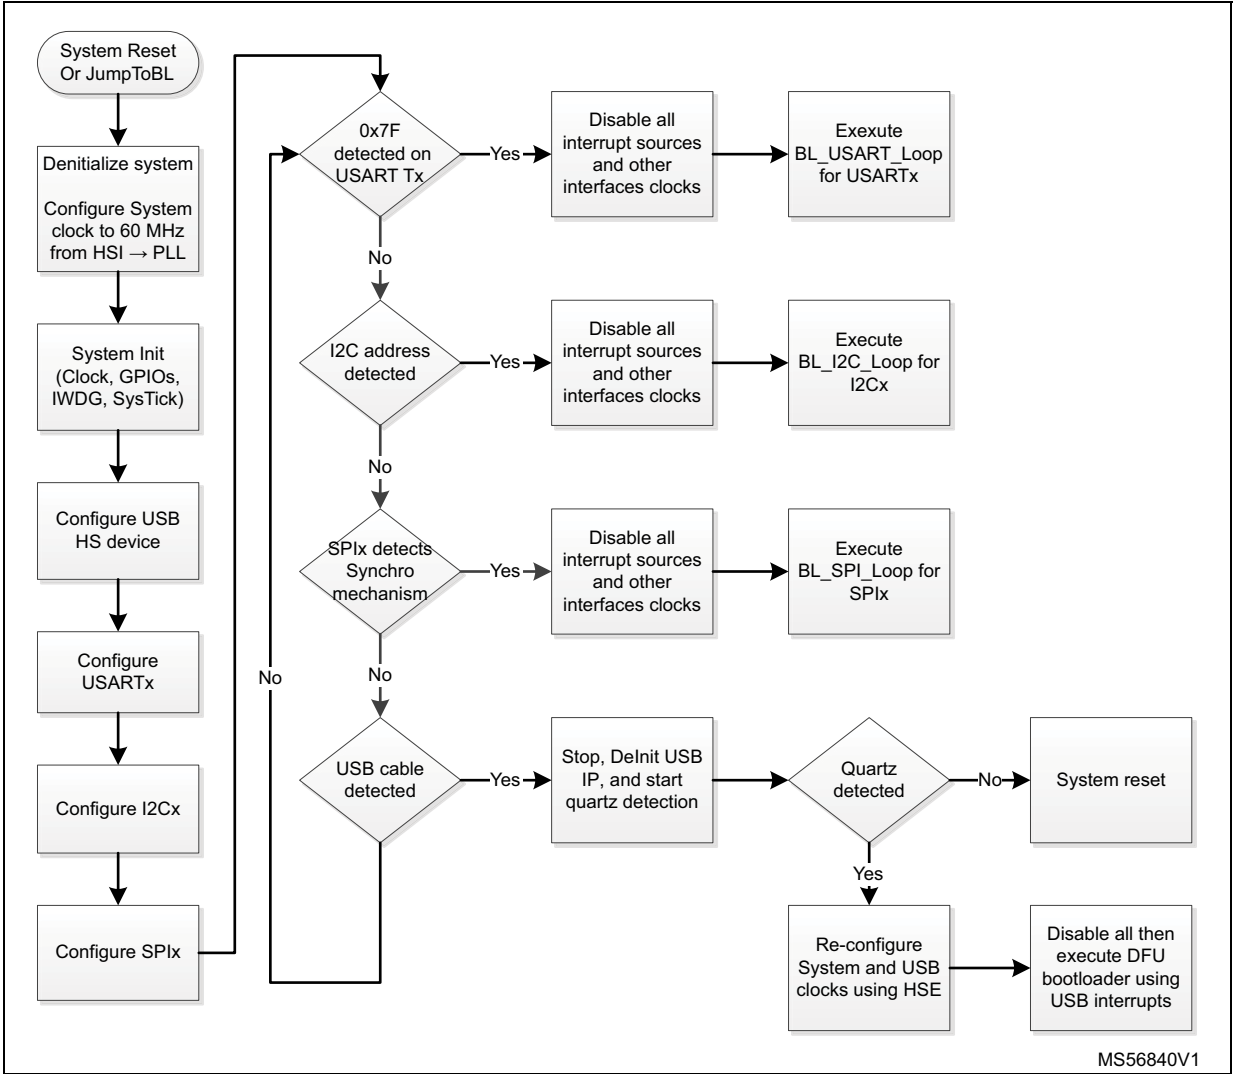 System Reset
Or JumpToBL
Denitialize system
Configure System
clock to 60 MHz
from HSI → PLL
System Init
(Clock, GPIOs,
IWDG, SysTick)
Configure USB
HS device
Configure
USARTx
Configure I2Cx
Configure SPIx
0x7F
detected on
USART Tx
Yes
Disable all
interrupt sources
and other
interfaces clocks
Exexute
BL_USART_Loop
for USARTx
No
I2C address
detected
Yes
Disable all
interrupt sources
and other
interfaces clocks
Execute
BL_I2C_Loop for
I2Cx
No
SPIx detects
Synchro
mechanism
Yes
Disable all
interrupt sources
and other
interfaces clocks
Execute
BL_SPI_Loop for
SPIx
No
No
USB cable
detected
Yes
Stop, DeInit USB
IP, and start
quartz detection
Quartz
detected
No
System reset
Yes
Re-configure
System and USB
clocks using HSE
Disable all then
execute DFU
bootloader using
USB interrupts
MS56840V1